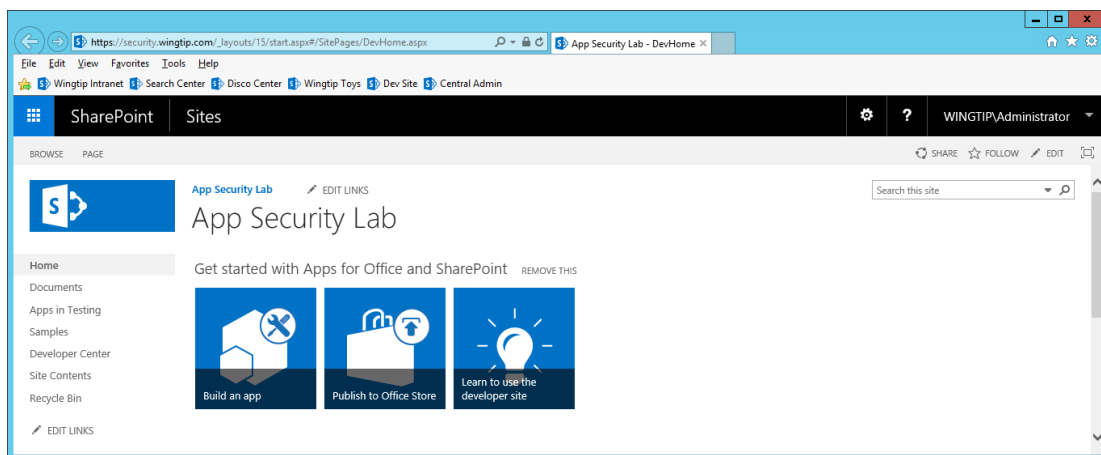 https://security.wingtip.com/_layouts/15/start.aspx#/SitePages/DevHome.aspx
App Security Lab - DevHome
File Edit View Favorites Tools Help
Wingtip Intranet Search Center Disco Center Wingtip Toys Dev Site Central Admin
SharePoint Sites ? WINGTIP\Administrator
BROWSE PAGE SHARE FOLLOW EDIT
S
App Security Lab EDIT LINKS
Search this site
App Security Lab
Home
Documents
Apps in Testing
Samples
Developer Center
Site Contents
Recycle Bin
EDIT LINKS
Get started with Apps for Office and SharePoint REMOVE THIS
Build an app
Publish to Office Store
Learn to use the
developer site